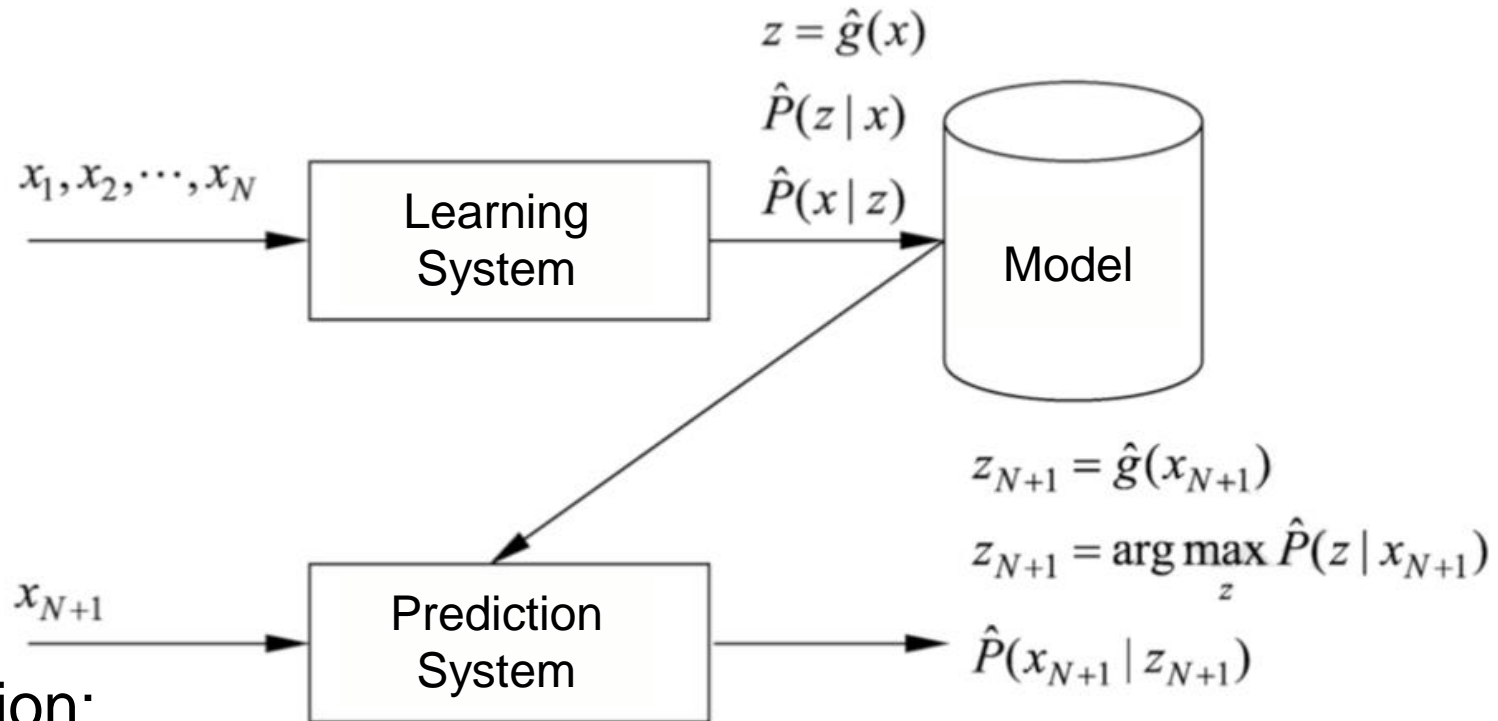 z = ĝ(x)
P̂(z | x)
P̂(x | z)
x₁, x₂, ⋯, x_N
Learning
System
Model
z_{N+1} = ĝ(x_{N+1})
z_{N+1} = arg max_z P̂(z | x_{N+1})
P̂(x_{N+1} | z_{N+1})
x_{N+1}
Prediction
System
ion: